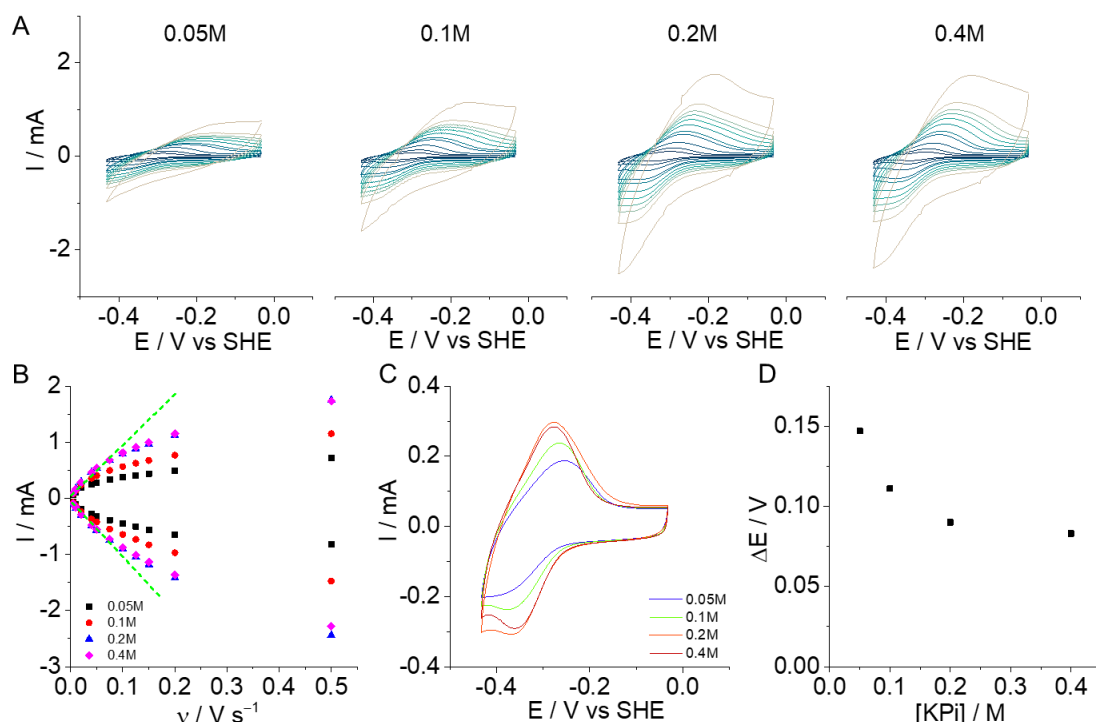 A
0.05M
0.1M
0.2M
0.4M
I / mA
2
0
-2
-0.4 -0.2 0.0
-0.4 -0.2 0.0
-0.4 -0.2 0.0
-0.4 -0.2 0.0
E / V vs SHE
E / V vs SHE
E / V vs SHE
E / V vs SHE
B
I / mA
2
1
0
-1
-2
-3
0.05M
0.1M
0.2M
0.4M
0.0 0.1 0.2 0.3 0.4 0.5
ν / V s⁻¹
C
I / mA
0.4
0.2
0.0
-0.2
-0.4
0.05M
0.1M
0.2M
0.4M
-0.4 -0.2 0.0
E / V vs SHE
D
ΔE / V
0.15
0.10
0.05
0.00
0.0 0.1 0.2 0.3 0.4
[KPi] / M